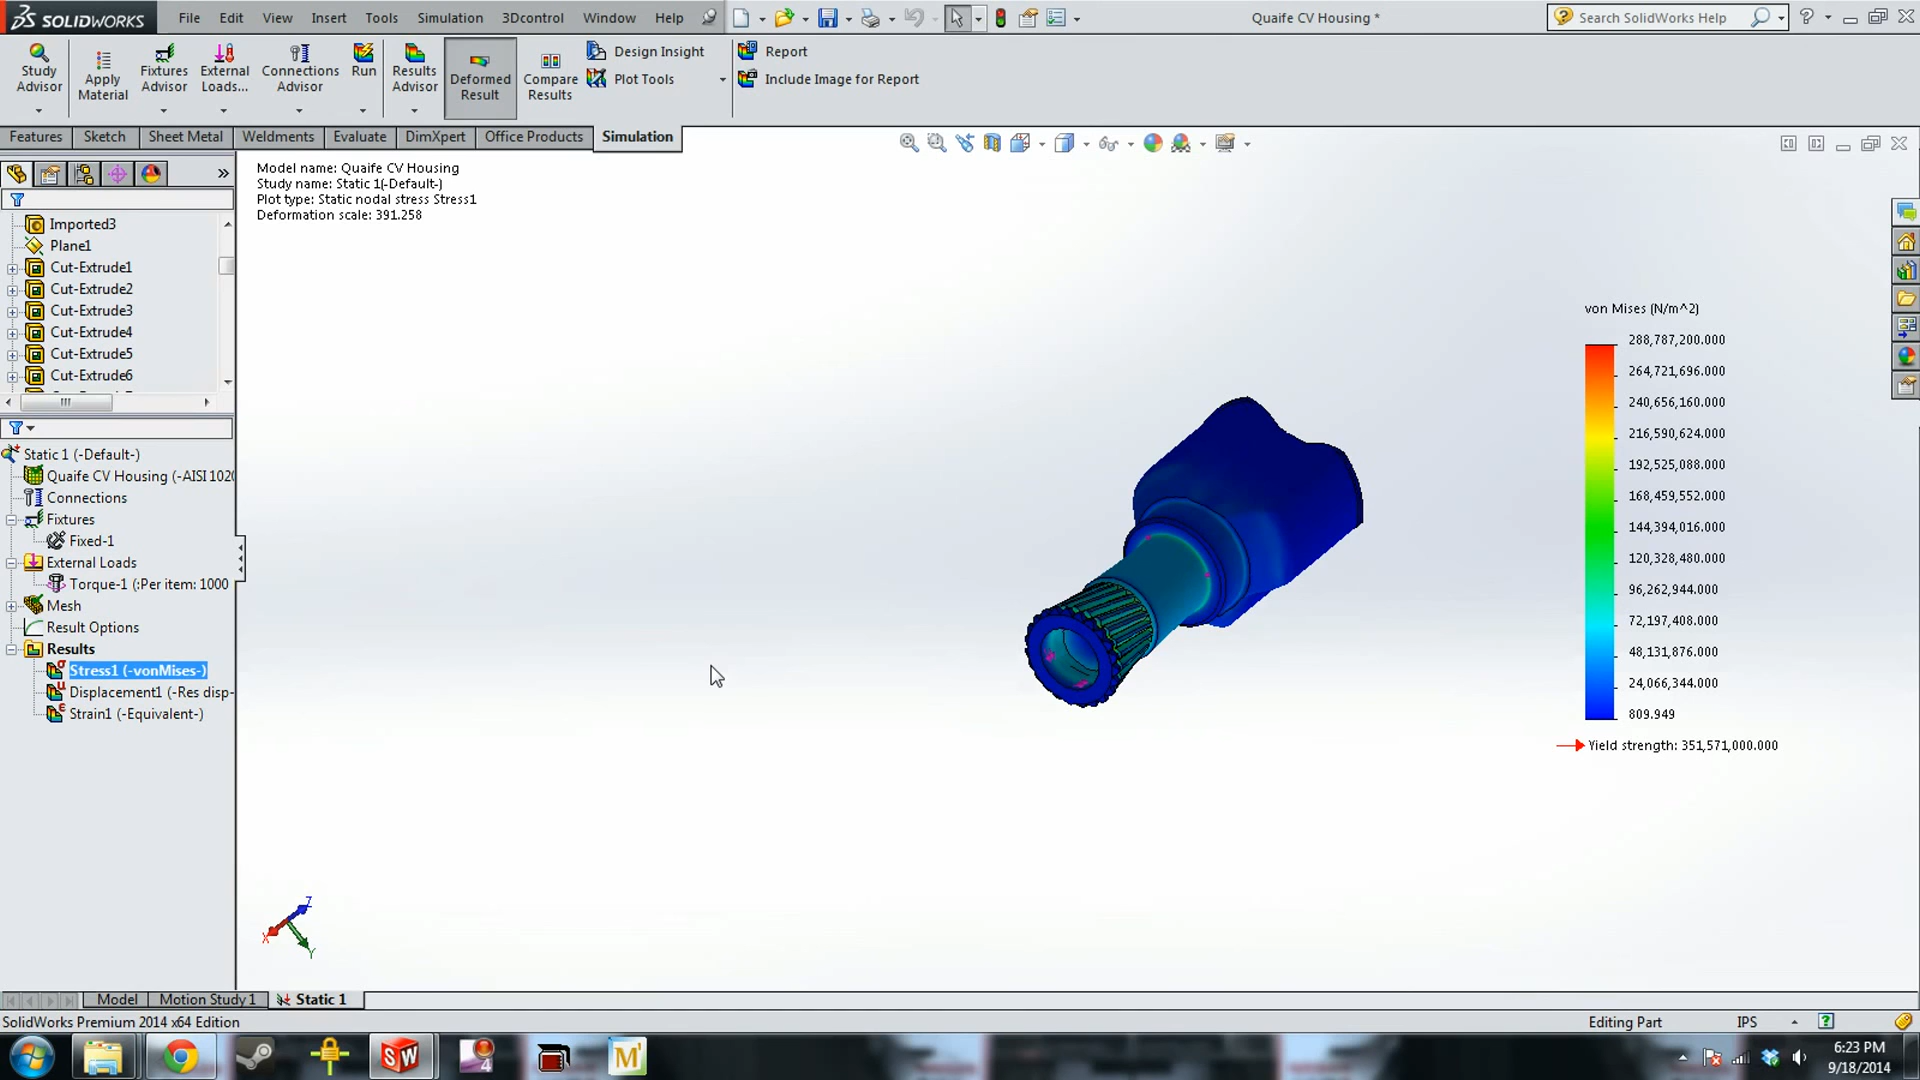 SOLIDWORKS File Edit View Insert Tools Simulation 3Dcontrol Window Help Quaife CV Housing * Search SolidWorks Help
Study Advisor
Apply Material
Fixtures Advisor
External Loads...
Connections Advisor
Run
Results Advisor
Deformed Result
Compare Results
Design Insight
Plot Tools
Report
Include Image for Report
Features Sketch Sheet Metal Weldments Evaluate DimXpert Office Products Simulation
Imported3
Plane1
Cut-Extrude1
Cut-Extrude2
Cut-Extrude3
Cut-Extrude4
Cut-Extrude5
Cut-Extrude6
Static 1 (-Default-)
Quaife CV Housing (-AISI 1020
Connections
Fixtures
Fixed-1
External Loads
Torque-1 (:Per item: 1000
Mesh
Result Options
Results
Stress1 (-vonMises-)
Displacement1 (-Res disp-
Strain1 (-Equivalent-)
Model name: Quaife CV Housing
Study name: Static 1(-Default-)
Plot type: Static nodal stress Stress1
Deformation scale: 391.258
von Mises (N/m^2)
288,787,200.000
264,721,696.000
240,656,160.000
216,590,624.000
192,525,088.000
168,459,552.000
144,394,016.000
120,328,480.000
96,262,944.000
72,197,408.000
48,131,876.000
24,066,344.000
809.949
Yield strength: 351,571,000.000
Z
X
Y
Model Motion Study 1 Static 1
SolidWorks Premium 2014 x64 Edition Editing Part IPS
SW 4 M
6:23 PM
9/18/2014